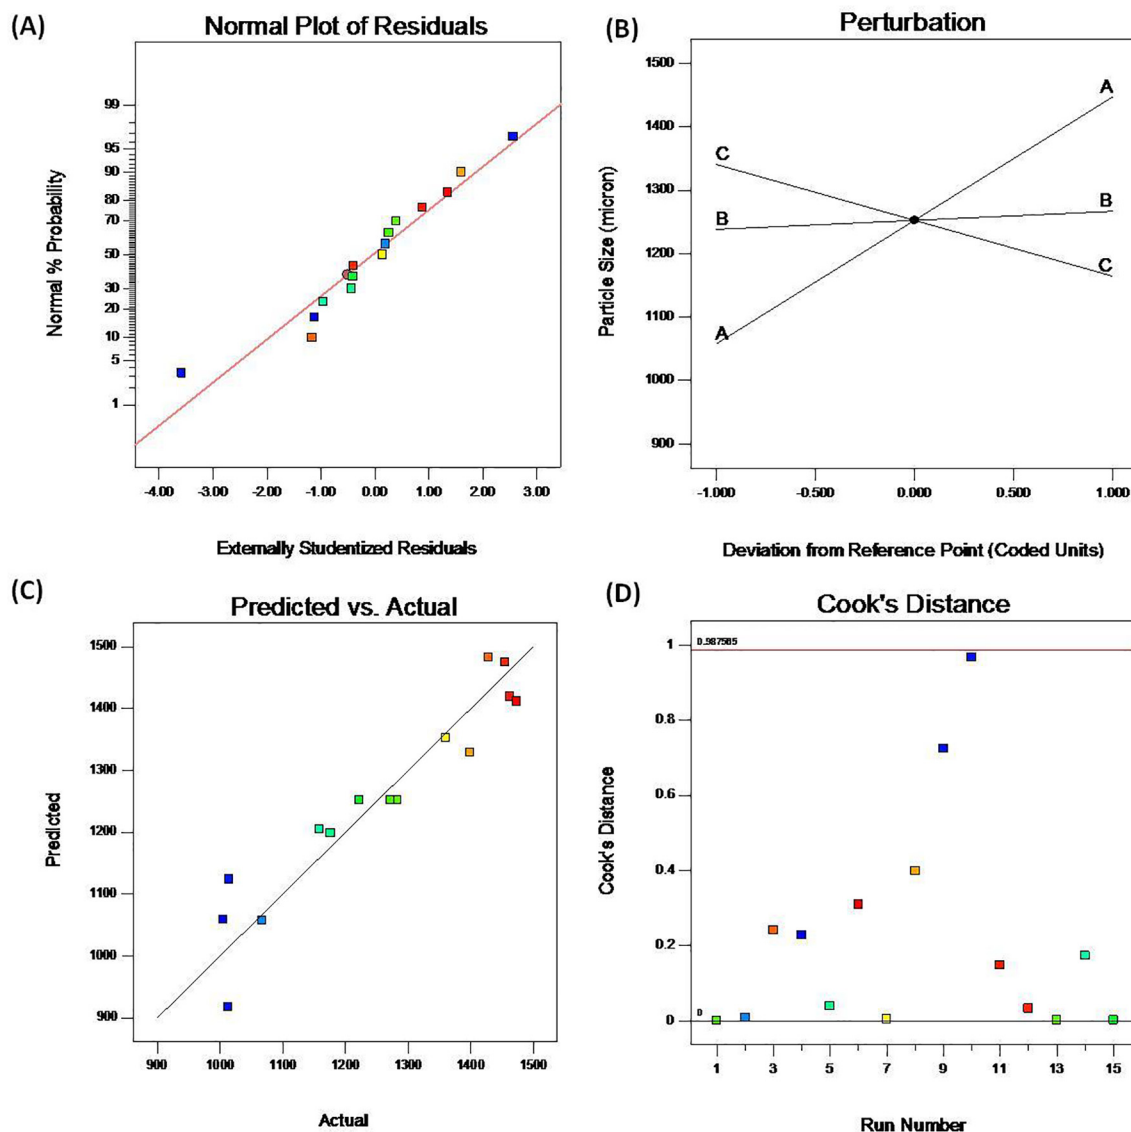 (A)
Normal Plot of Residuals
Normal % Probability
99
95
90
80
70
50
30
20
10
5
1
-4.00 -3.00 -2.00 -1.00 0.00 1.00 2.00 3.00
Externally Studentized Residuals
(B)
Perturbation
Particle Size (micron)
1500
1400
1300
1200
1100
1000
900
A
C
B
B
C
A
-1.000 -0.500 0.000 0.500 1.000
Deviation from Reference Point (Coded Units)
(C)
Predicted vs. Actual
Predicted
1500
1400
1300
1200
1100
1000
900
900 1000 1100 1200 1300 1400 1500
Actual
(D)
Cook's Distance
Cook's Distance
1
0.8
0.6
0.4
0.2
0
0.987565
0
1 3 5 7 9 11 13 15
Run Number